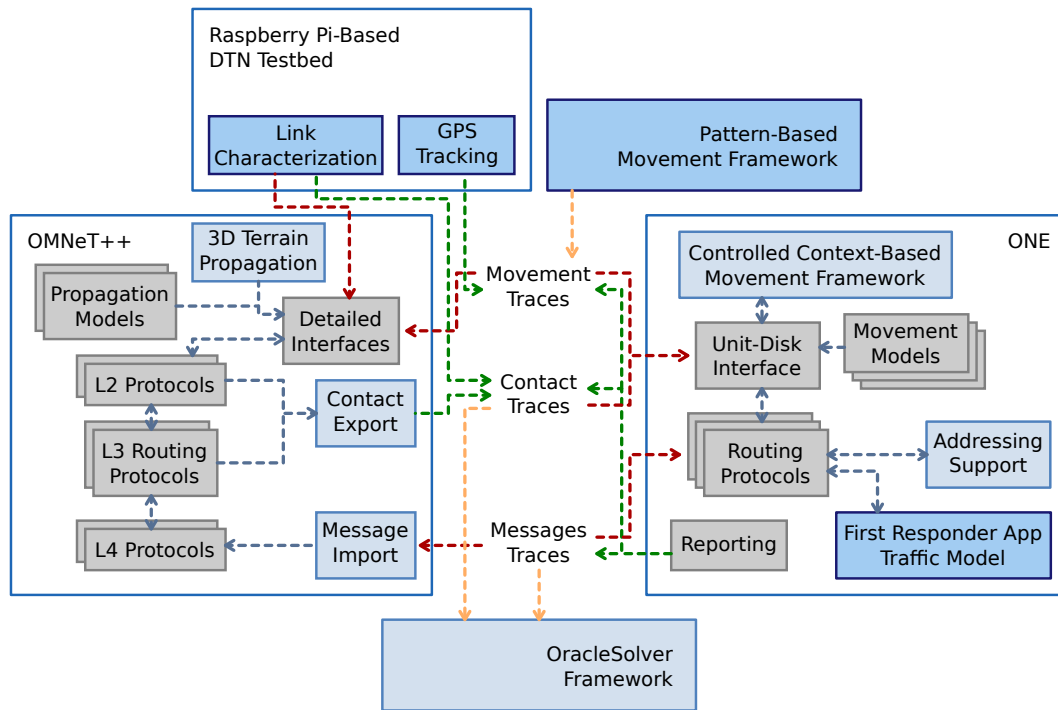 Raspberry Pi-Based
DTN Testbed
Link
Characterization
GPS
Tracking
Pattern-Based
Movement Framework
OMNeT++
3D Terrain
Propagation
Propagation
Models
Detailed
Interfaces
L2 Protocols
L3 Routing
Protocols
L4 Protocols
Contact
Export
Message
Import
Movement
Traces
Contact
Traces
Messages
Traces
ONE
Controlled Context-Based
Movement Framework
Unit-Disk
Interface
Movement
Models
Routing
Protocols
Addressing
Support
Reporting
First Responder App
Traffic Model
OracleSolver
Framework